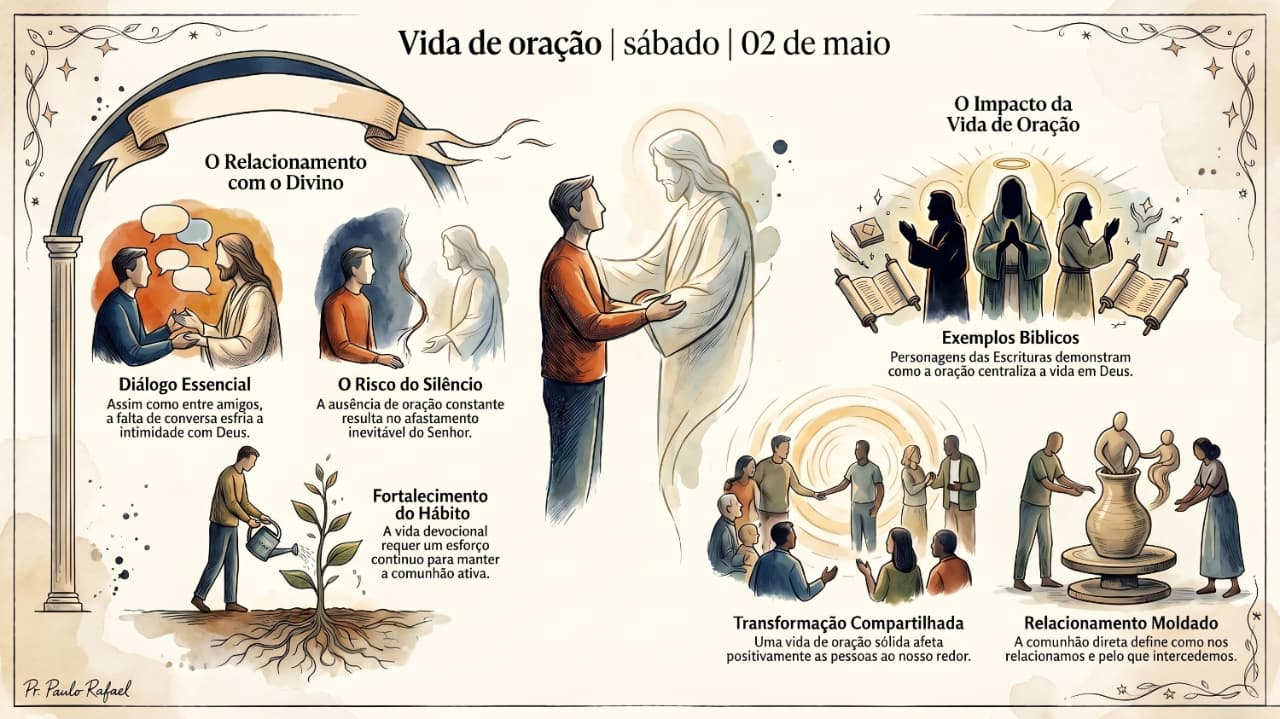 Vida de oração | sábado | 02 de maio
O Relacionamento
com o Divino
Diálogo Essencial
Assim como entre amigos,
a falta de conversa esfria a
intimidade com Deus.
O Risco do Silêncio
A ausência de oração constante
resulta no afastamento
inevitável do Senhor.
Fortalecimento
do Hábito
A vida devocional
requer um esforço
contínuo para manter
a comunhão ativa.
O Impacto da
Vida de Oração
Exemplos Bíblicos
Personagens das Escrituras demonstram
como a oração centraliza a vida em Deus.
Transformação Compartilhada
Uma vida de oração sólida afeta
positivamente as pessoas ao nosso redor.
Relacionamento Moldado
A comunhão direta define como nos
relacionamos e pelo que intercedemos.
Pr. Paulo Rafael